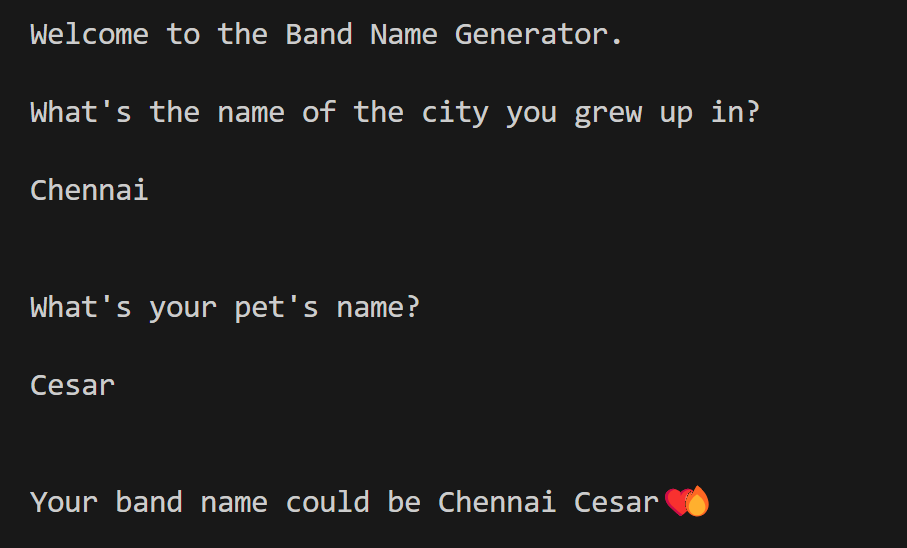 Welcome to the Band Name Generator.
What's the name of the city you grew up in?
Chennai
What's your pet's name?
Cesar
Your band name could be Chennai Cesar❤️‍🔥